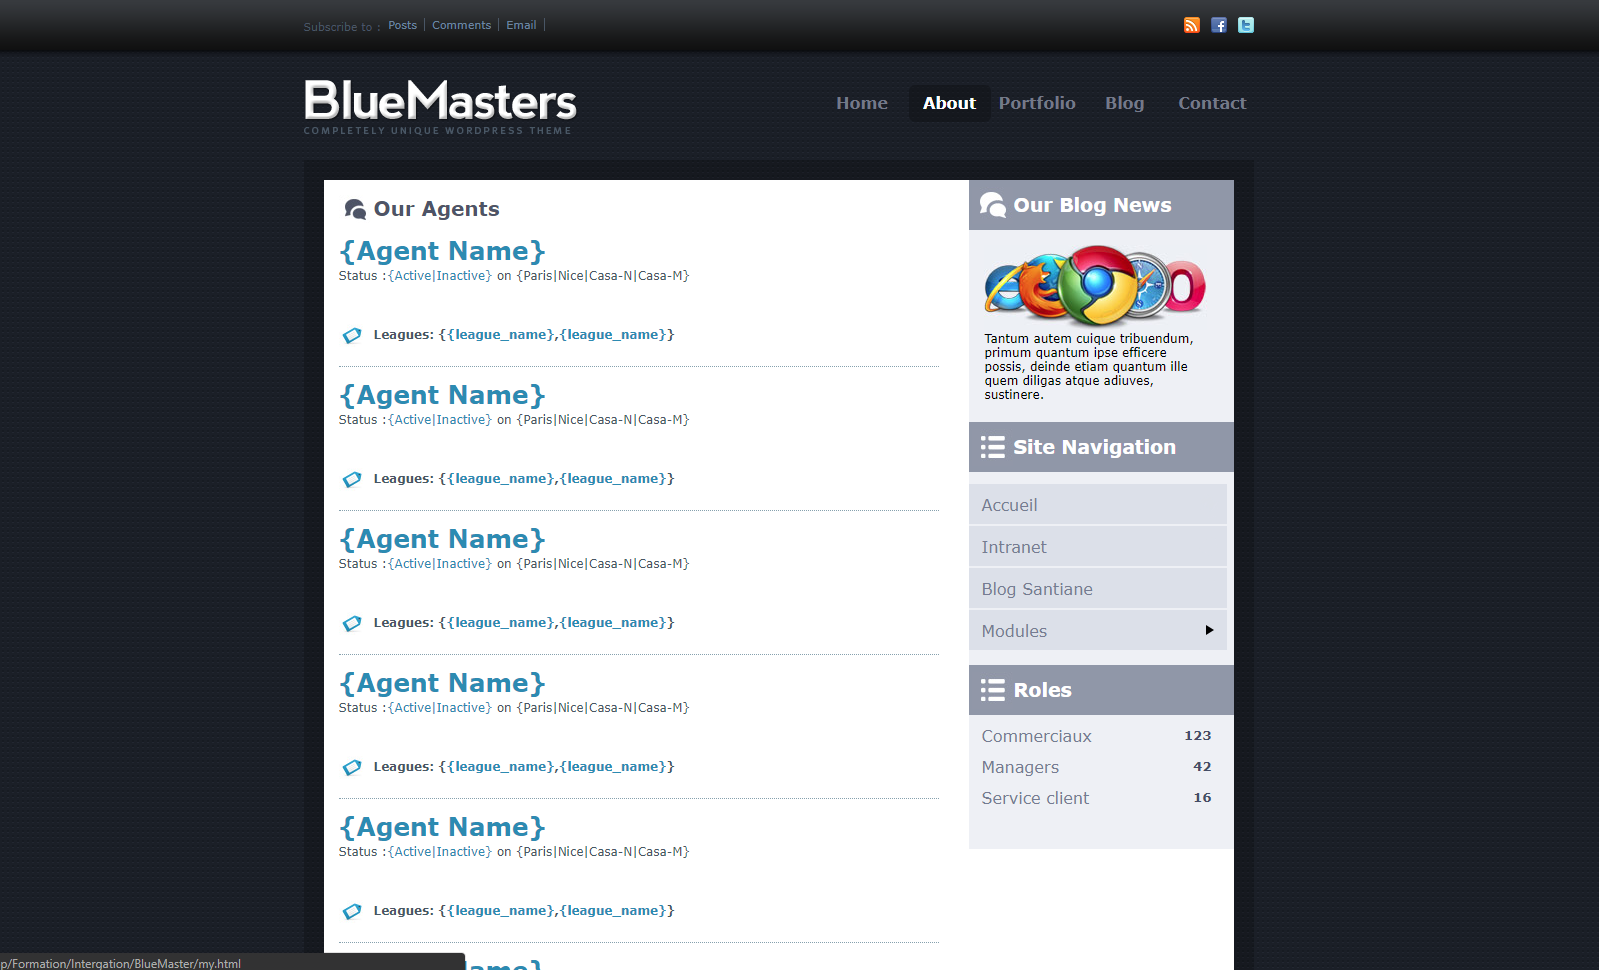 Subscribe to : Posts Comments Email
BlueMasters
COMPLETELY UNIQUE WORDPRESS THEME
Home About Portfolio Blog Contact
Our Agents
{Agent Name}
Status :{Active|Inactive} on {Paris|Nice|Casa-N|Casa-M}
Leagues: {{league_name},{league_name}}
{Agent Name}
Status :{Active|Inactive} on {Paris|Nice|Casa-N|Casa-M}
Leagues: {{league_name},{league_name}}
{Agent Name}
Status :{Active|Inactive} on {Paris|Nice|Casa-N|Casa-M}
Leagues: {{league_name},{league_name}}
{Agent Name}
Status :{Active|Inactive} on {Paris|Nice|Casa-N|Casa-M}
Leagues: {{league_name},{league_name}}
{Agent Name}
Status :{Active|Inactive} on {Paris|Nice|Casa-N|Casa-M}
Leagues: {{league_name},{league_name}}
Our Blog News
Tantum autem cuique tribuendum,
primum quantum ipse efficere
possis, deinde etiam quantum ille
quem diligas atque adiuves,
sustinere.
Site Navigation
Accueil
Intranet
Blog Santiane
Modules
Roles
Commerciaux 123
Managers 42
Service client 16
p/Formation/Intergation/BlueMaster/my.html